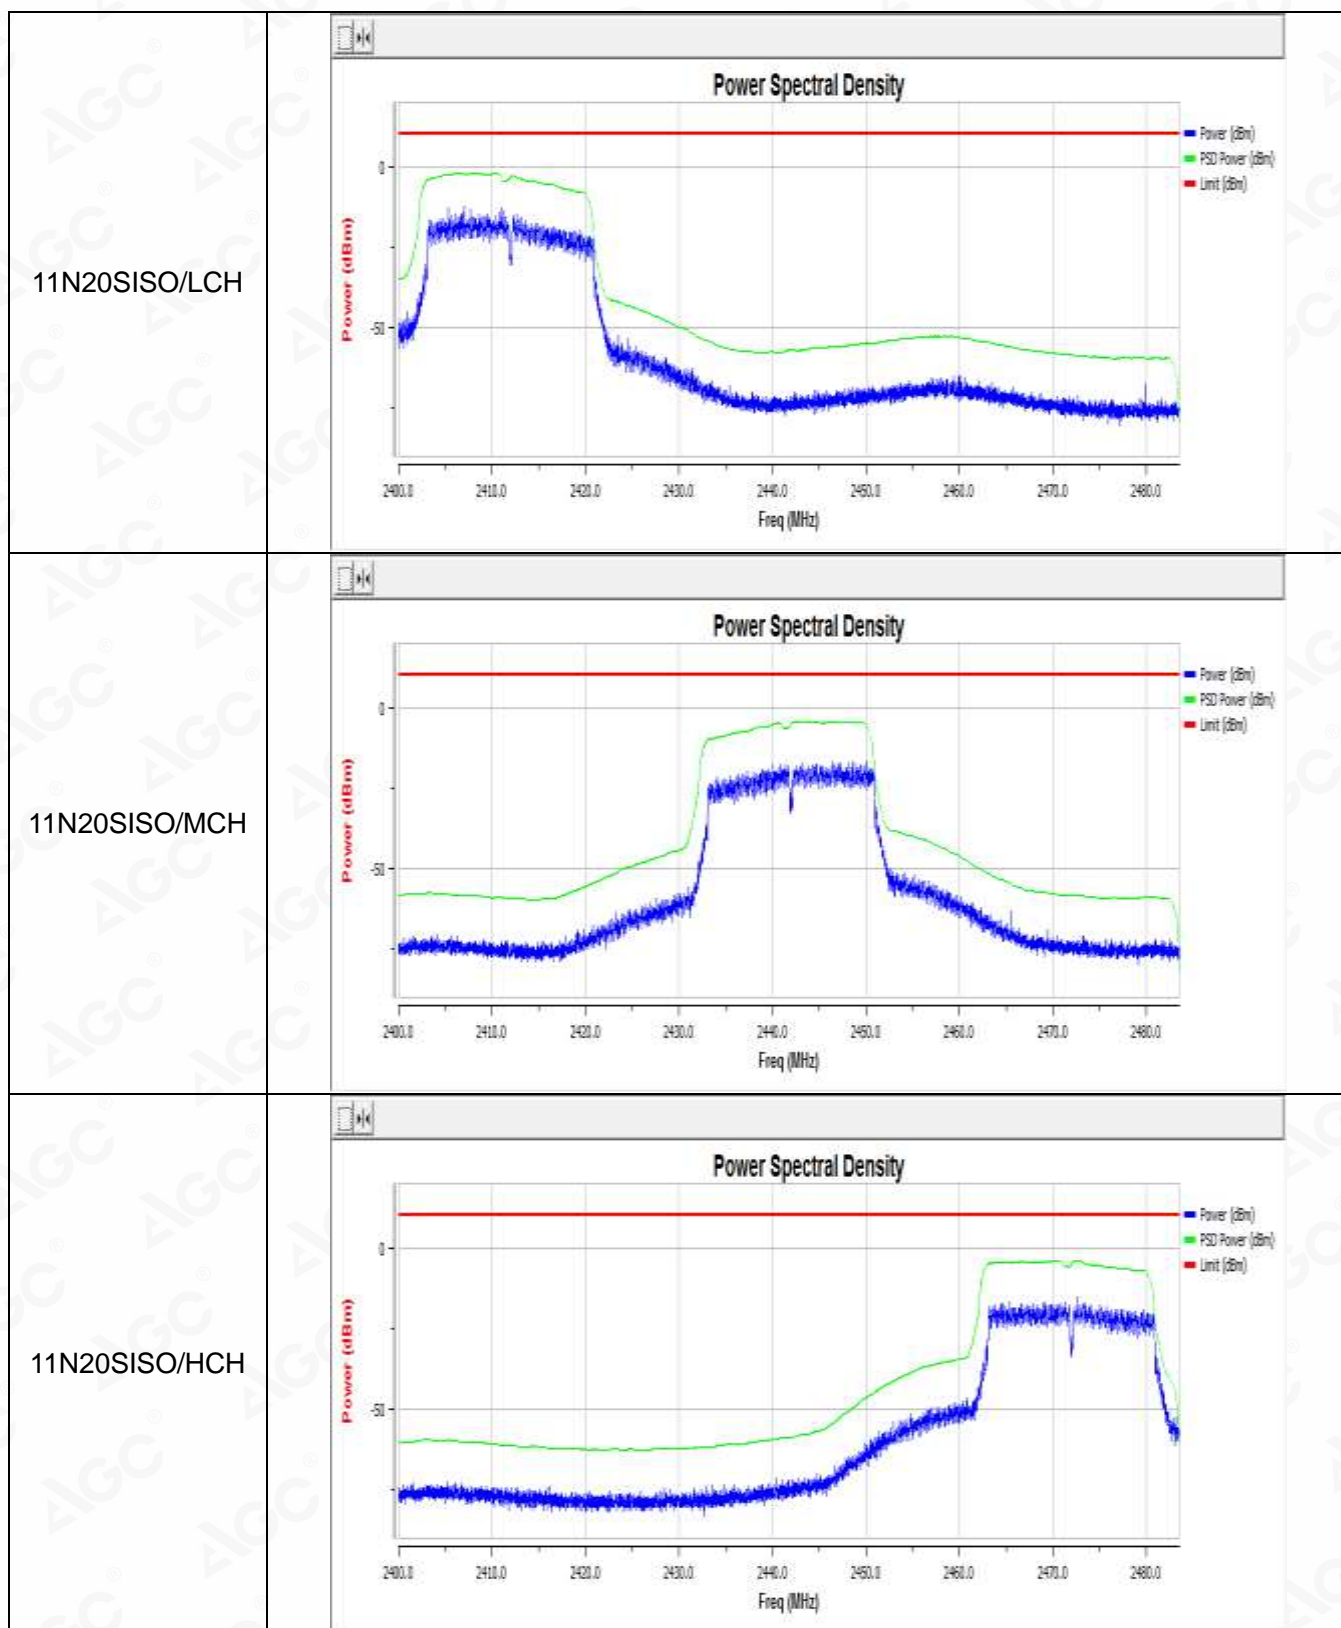 Power Spectral Density
Power (dBm)
PSD Power (dBm)
Limit (dBm)
0
-50
Power (dBm)
11N20SISO/LCH
2400.0 2410.0 2420.0 2430.0 2440.0 2450.0 2460.0 2470.0 2480.0
Freq (MHz)
Power Spectral Density
Power (dBm)
PSD Power (dBm)
Limit (dBm)
0
-50
Power (dBm)
11N20SISO/MCH
2400.0 2410.0 2420.0 2430.0 2440.0 2450.0 2460.0 2470.0 2480.0
Freq (MHz)
Power Spectral Density
Power (dBm)
PSD Power (dBm)
Limit (dBm)
0
-50
Power (dBm)
11N20SISO/HCH
2400.0 2410.0 2420.0 2430.0 2440.0 2450.0 2460.0 2470.0 2480.0
Freq (MHz)